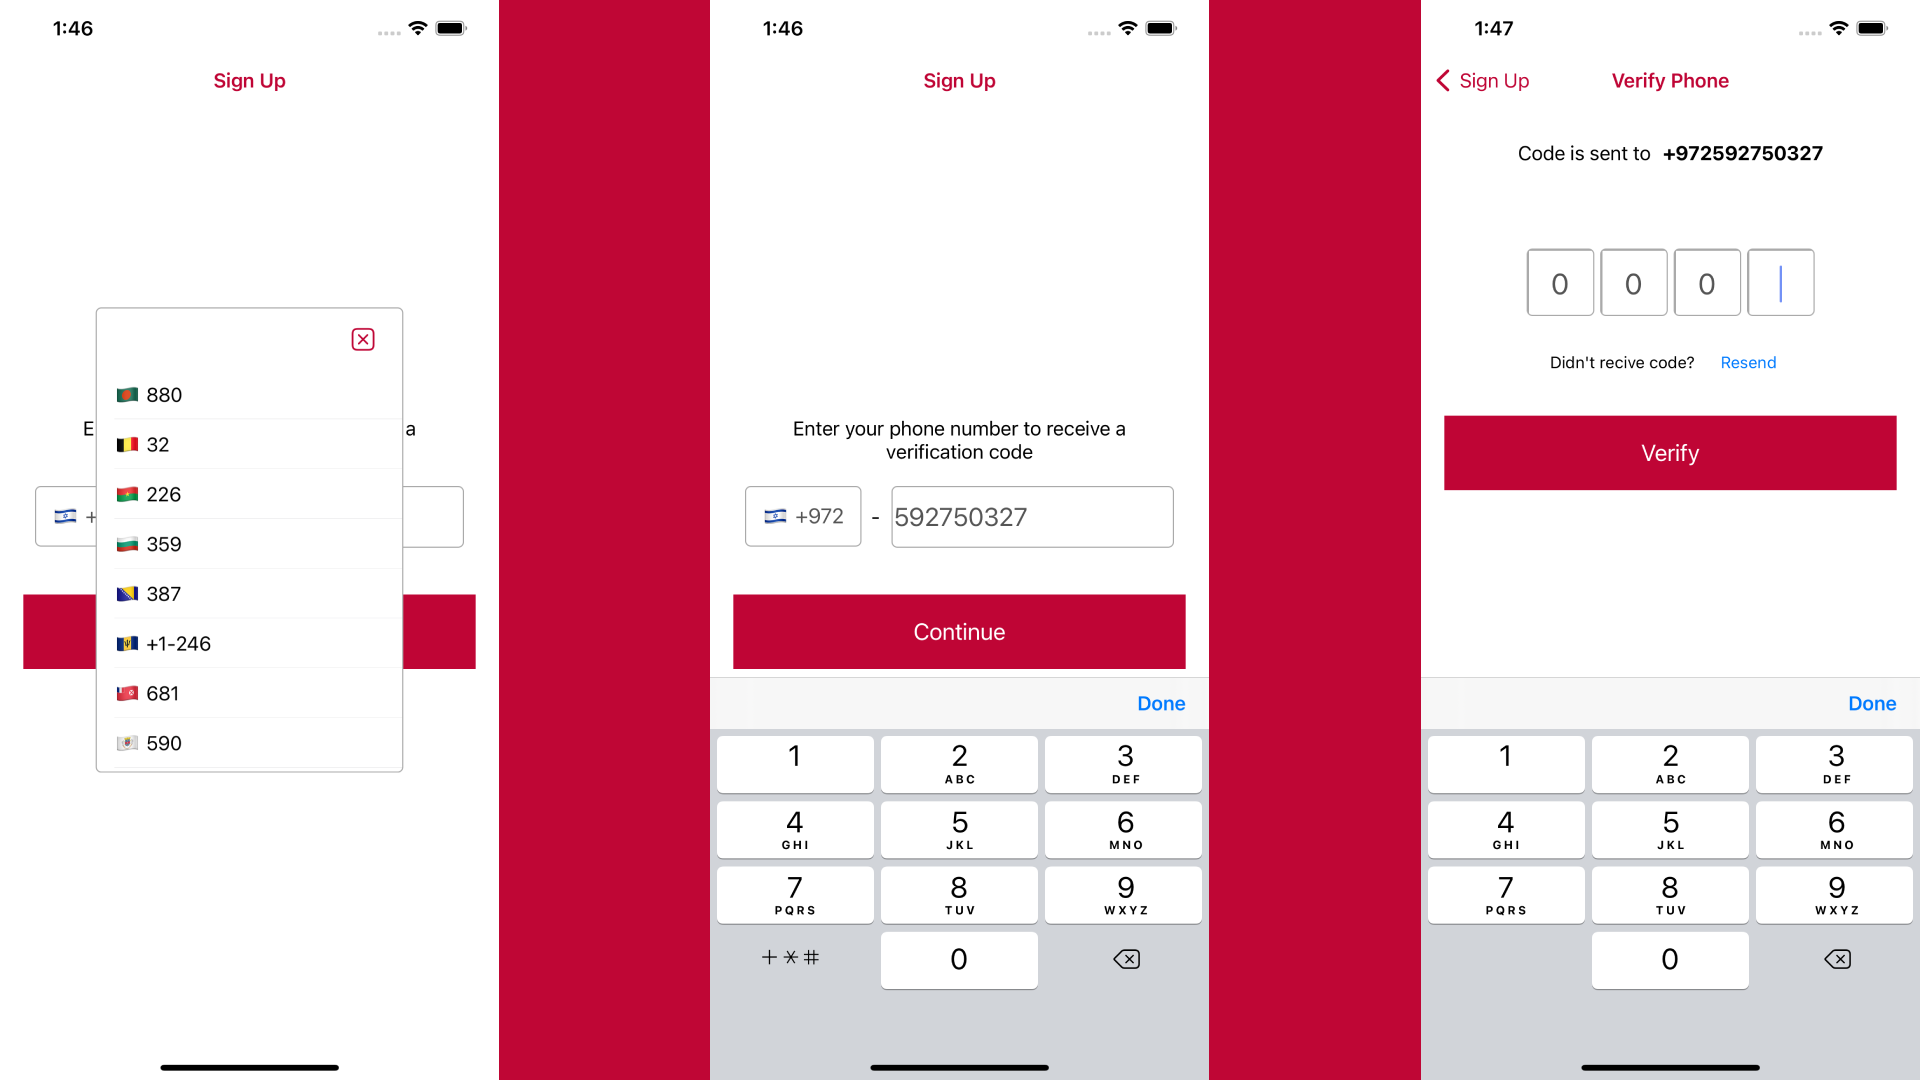 1:46
Sign Up
880
E
a
32
226
+
359
387
+1-246
681
590
1:46
Sign Up
Enter your phone number to receive a
verification code
+972 - 592750327
Continue
Done
1 2 3
ABC DEF
4 5 6
GHI JKL MNO
7 8 9
PQRS TUV WXYZ
+*# 0
1:47
Sign Up Verify Phone
Code is sent to +972592750327
0 0 0
Didn't recive code? Resend
Verify
Done
1 2 3
ABC DEF
4 5 6
GHI JKL MNO
7 8 9
PQRS TUV WXYZ
0